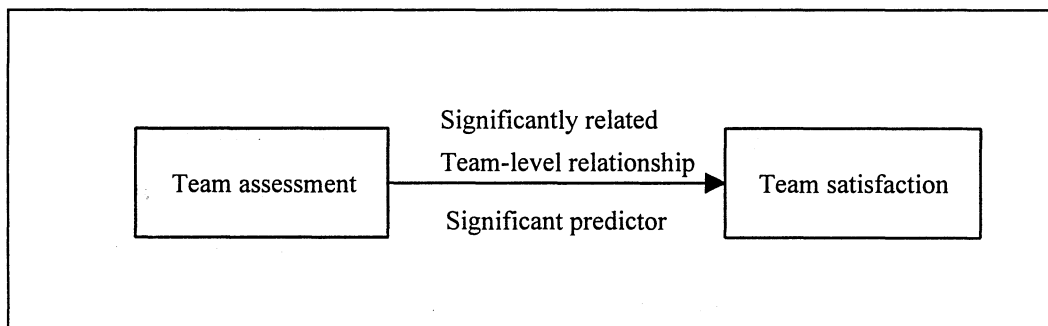 Significantly related
Team assessment
Team-level relationship
Team satisfaction
Significant predictor